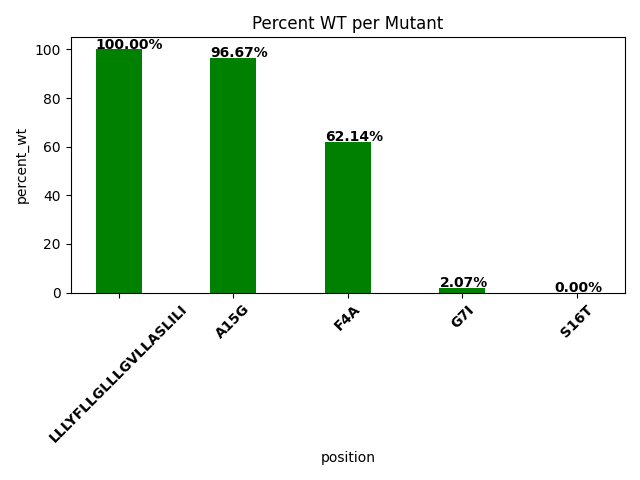 Percent WT per Mutant
100.00%
96.67%
62.14%
2.07%
0.00%
percent_wt
100
80
60
40
20
0
LLLYFLLGLLLGVLLASLILI
A15G
F4A
G7I
S16T
position